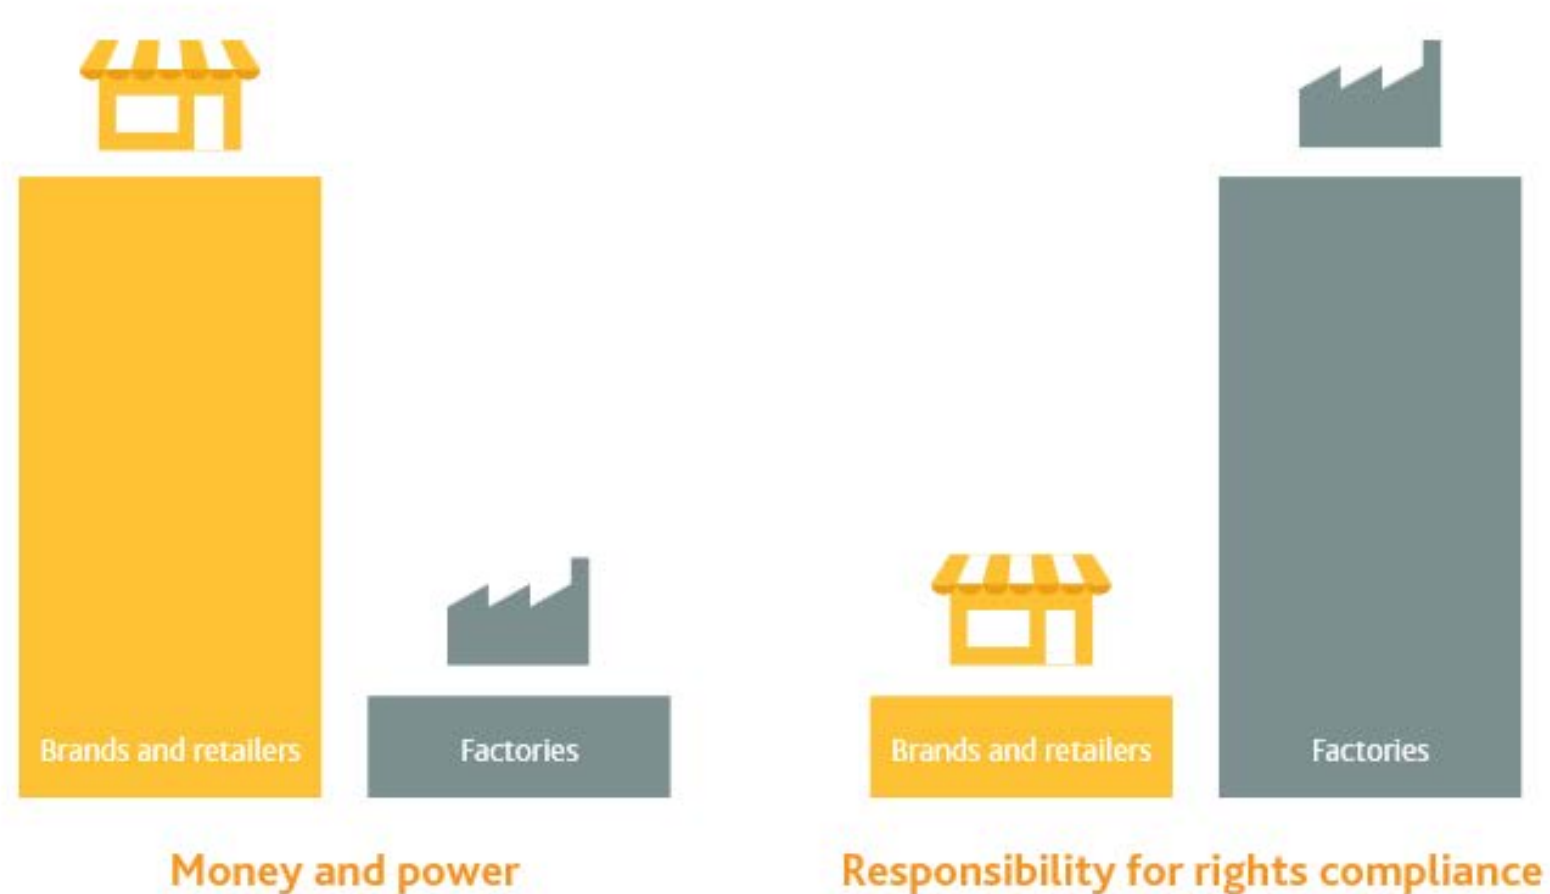 Brands and retailers
Factories
Money and power
Brands and retailers
Factories
Responsibility for rights compliance